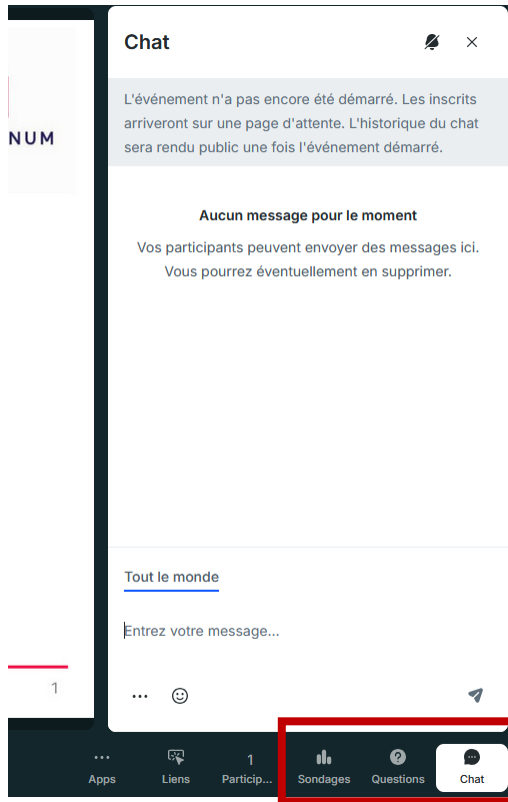 Chat
L'événement n'a pas encore été démarré. Les inscrits
arriveront sur une page d'attente. L'historique du chat
sera rendu public une fois l'événement démarré.
NUM
Aucun message pour le moment
Vos participants peuvent envoyer des messages ici.
Vous pourrez éventuellement en supprimer.
Tout le monde
Entrez votre message...
1
1
Apps
Liens
Particip...
Sondages
Questions
Chat